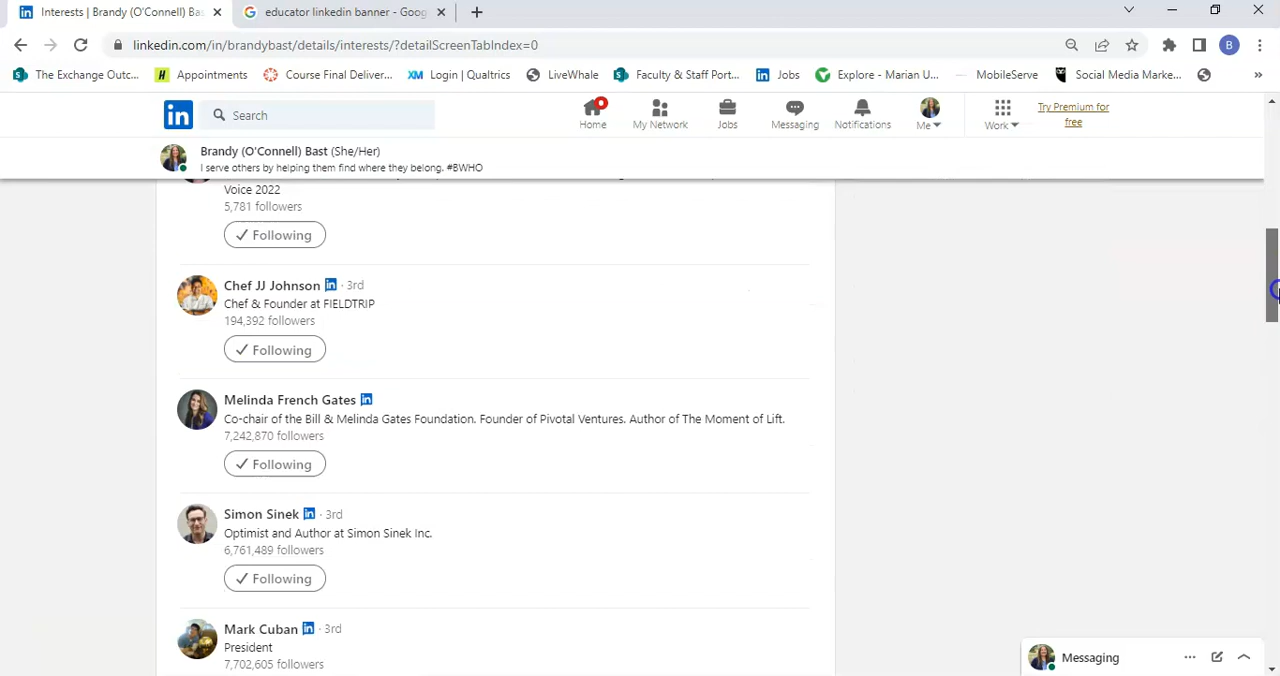 Interests | Brandy (O'Connell) Ba
educator linkedin banner - Goog
linkedin.com/in/brandybast/details/interests/?detailScreenTabIndex=0
B
The Exchange Outc...
Appointments
Course Final Deliver...
XM Login | Qualtrics
LiveWhale
Faculty & Staff Port...
Jobs
Explore - Marian U...
MobileServe
Social Media Marke...
»
in
Search
Home
My Network
Jobs
Messaging
Notifications
Me
Work
Try Premium for
free
Brandy (O'Connell) Bast (She/Her)
I serve others by helping them find where they belong. #BWHO
Voice 2022
5,781 followers
Following
Chef JJ Johnson in · 3rd
Chef & Founder at FIELDTRIP
194,392 followers
Following
Melinda French Gates in
Co-chair of the Bill & Melinda Gates Foundation. Founder of Pivotal Ventures. Author of The Moment of Lift.
7,242,870 followers
Following
Simon Sinek in · 3rd
Optimist and Author at Simon Sinek Inc.
6,761,489 followers
Following
Mark Cuban in · 3rd
President
7,702,605 followers
Messaging